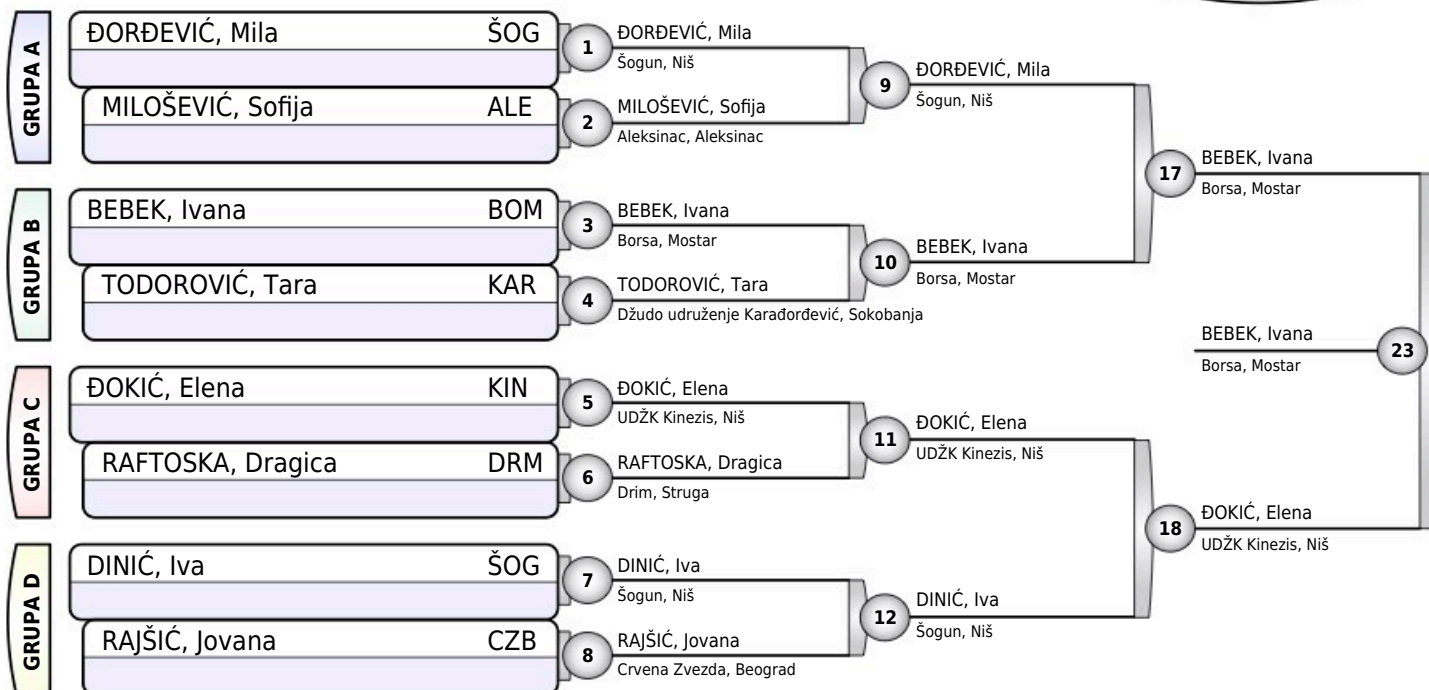 GRUPA A
ĐORĐEVIĆ, Mila ŠOG
MILOŠEVIĆ, Sofija ALE
1
ĐORĐEVIĆ, Mila
Šogun, Niš
2
MILOŠEVIĆ, Sofija
Aleksinac, Aleksinac
9
ĐORĐEVIĆ, Mila
Šogun, Niš
GRUPA B
BEBEK, Ivana BOM
TODOROVIĆ, Tara KAR
3
BEBEK, Ivana
Borsa, Mostar
4
TODOROVIĆ, Tara
Džudo udruženje Karađorđević, Sokobanja
10
BEBEK, Ivana
Borsa, Mostar
17
BEBEK, Ivana
Borsa, Mostar
GRUPA C
ĐOKIĆ, Elena KIN
RAFTOSKA, Dragica DRM
5
ĐOKIĆ, Elena
UDŽK Kinezis, Niš
6
RAFTOSKA, Dragica
Drim, Struga
11
ĐOKIĆ, Elena
UDŽK Kinezis, Niš
GRUPA D
DINIĆ, Iva ŠOG
RAJŠIĆ, Jovana CZB
7
DINIĆ, Iva
Šogun, Niš
8
RAJŠIĆ, Jovana
Crvena Zvezda, Beograd
12
DINIĆ, Iva
Šogun, Niš
18
ĐOKIĆ, Elena
UDŽK Kinezis, Niš
BEBEK, Ivana
Borsa, Mostar
23